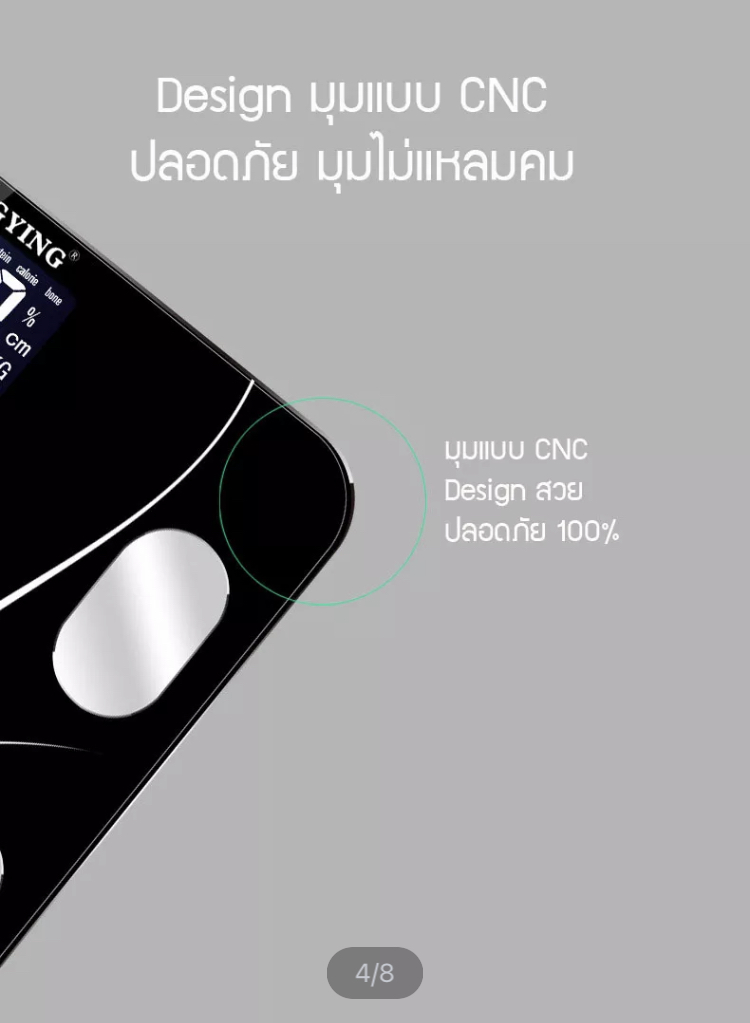 Design มุมแบบ CNC
ปลอดภัย มุมไม่แหลมคม
GYING®
calorie bone
%
cm
มุมแบบ CNC
Design สวย
ปลอดภัย 100%
4/8